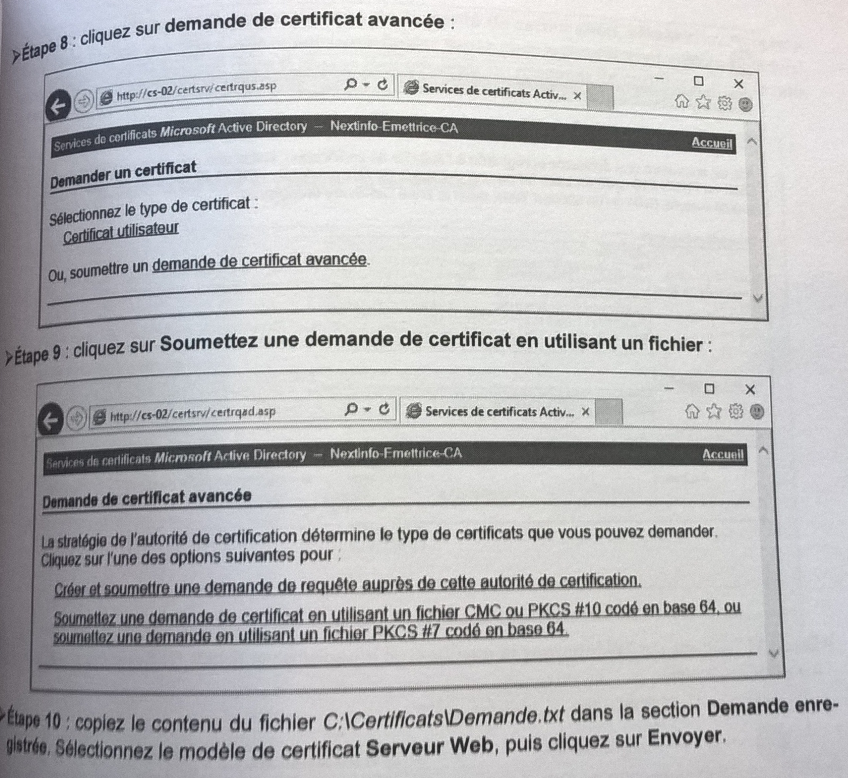 ➢Étape 8 : cliquez sur demande de certificat avancée :
http://cs-02/certsrv/certrqus.asp
Services de certificats Activ...
Services de certificats Microsoft Active Directory – Nextinfo-Emettrice-CA
Accueil
Demander un certificat
Sélectionnez le type de certificat :
Certificat utilisateur
Ou, soumettre un demande de certificat avancée.
➢Étape 9 : cliquez sur Soumettez une demande de certificat en utilisant un fichier :
http://cs-02/certsrv/certrqad.asp
Services de certificats Activ...
Services de certificats Microsoft Active Directory – Nextinfo-Emettrice-CA
Accueil
Demande de certificat avancée
La stratégie de l'autorité de certification détermine le type de certificats que vous pouvez demander.
Cliquez sur l'une des options suivantes pour :
Créer et soumettre une demande de requête auprès de cette autorité de certification.
Soumettez une demande de certificat en utilisant un fichier CMC ou PKCS #10 codé en base 64, ou
soumettez une demande en utilisant un fichier PKCS #7 codé en base 64.
➢Étape 10 : copiez le contenu du fichier C:\Certificats\Demande.txt dans la section Demande enre-
gistrée. Sélectionnez le modèle de certificat Serveur Web, puis cliquez sur Envoyer.